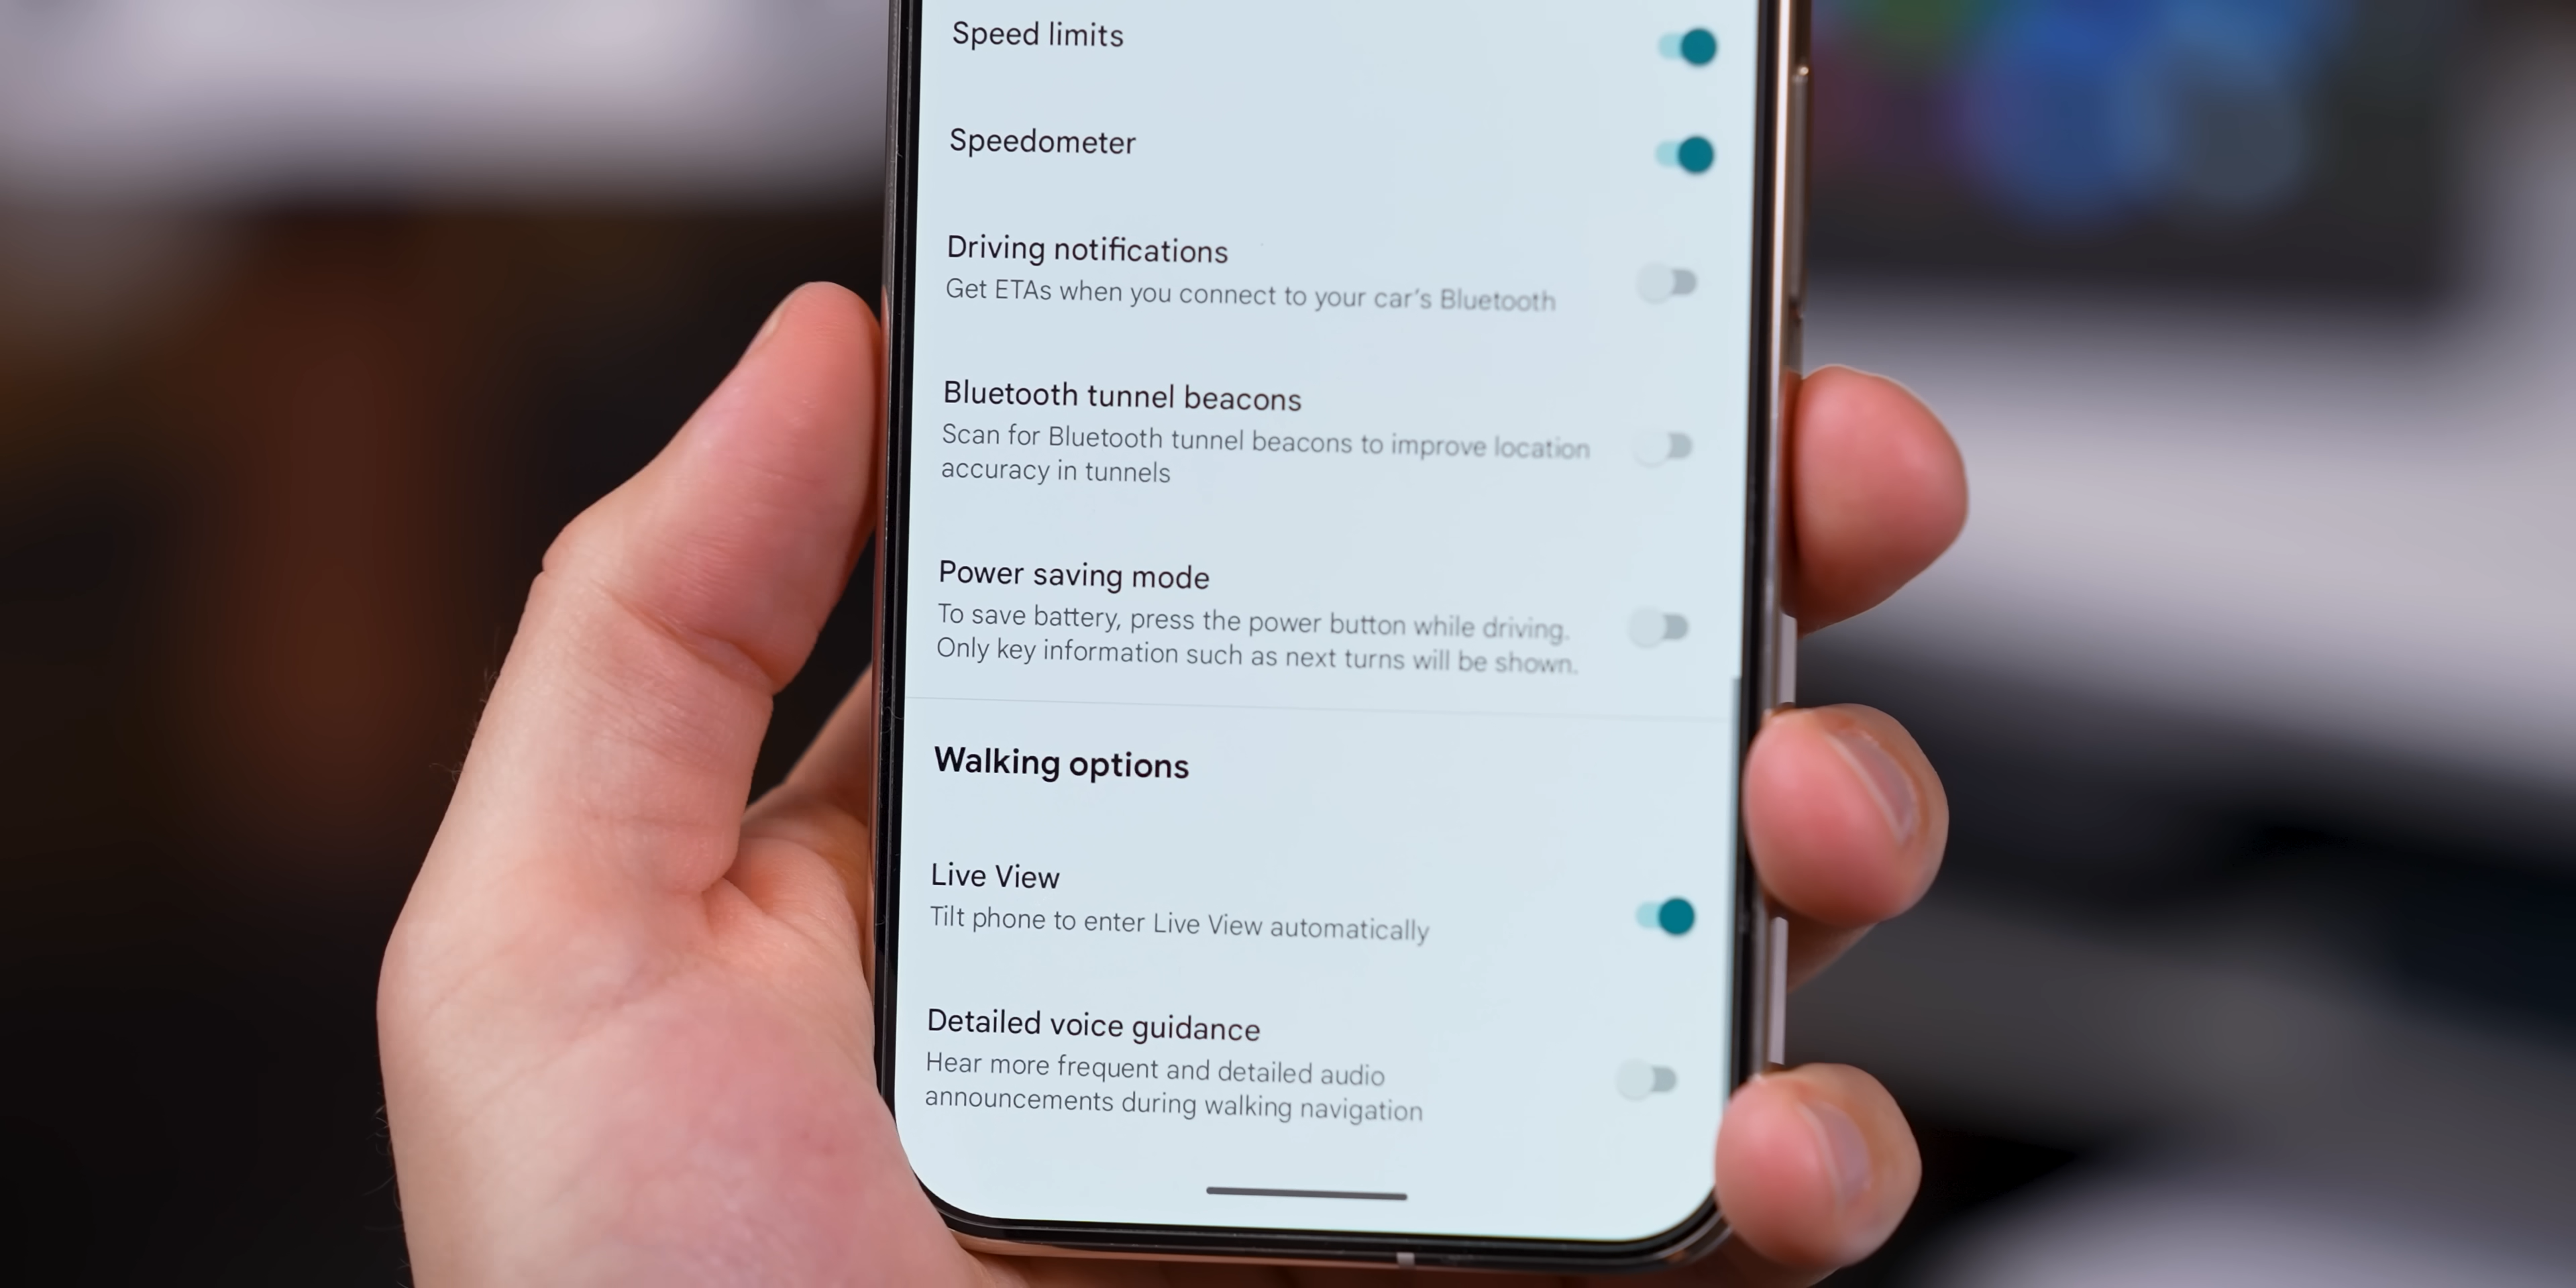 Speed limits
Speedometer
Driving notifications
Get ETAs when you connect to your car's Bluetooth
Bluetooth tunnel beacons
Scan for Bluetooth tunnel beacons to improve location
accuracy in tunnels
Power saving mode
To save battery, press the power button while driving.
Only key information such as next turns will be shown.
Walking options
Live View
Tilt phone to enter Live View automatically
Detailed voice guidance
Hear more frequent and detailed audio
announcements during walking navigation